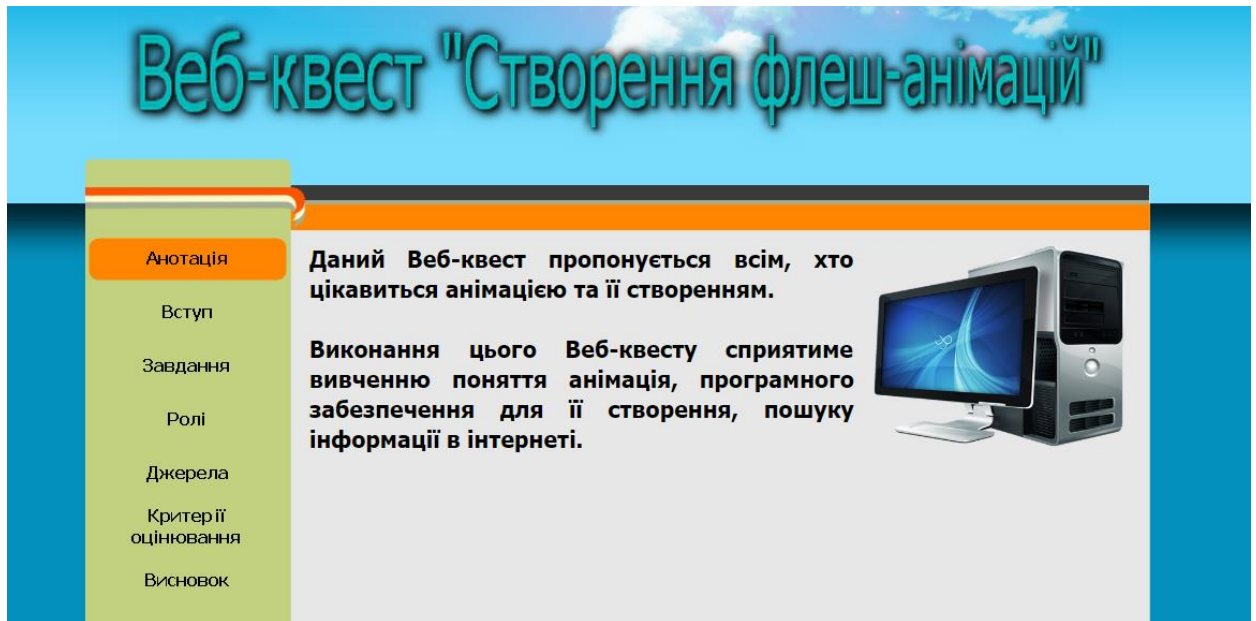 Веб-квест "Створення флеш-анімацій"
Анотація
Вступ
Завдання
Ролі
Джерела
Критерії
оцінювання
Висновок
Даний Веб-квест пропонується всім, хто
цікавиться анімацією та її створенням.
Виконання цього Веб-квесту сприятиме
вивченню поняття анімація, програмного
забезпечення для її створення, пошуку
інформації в інтернеті.